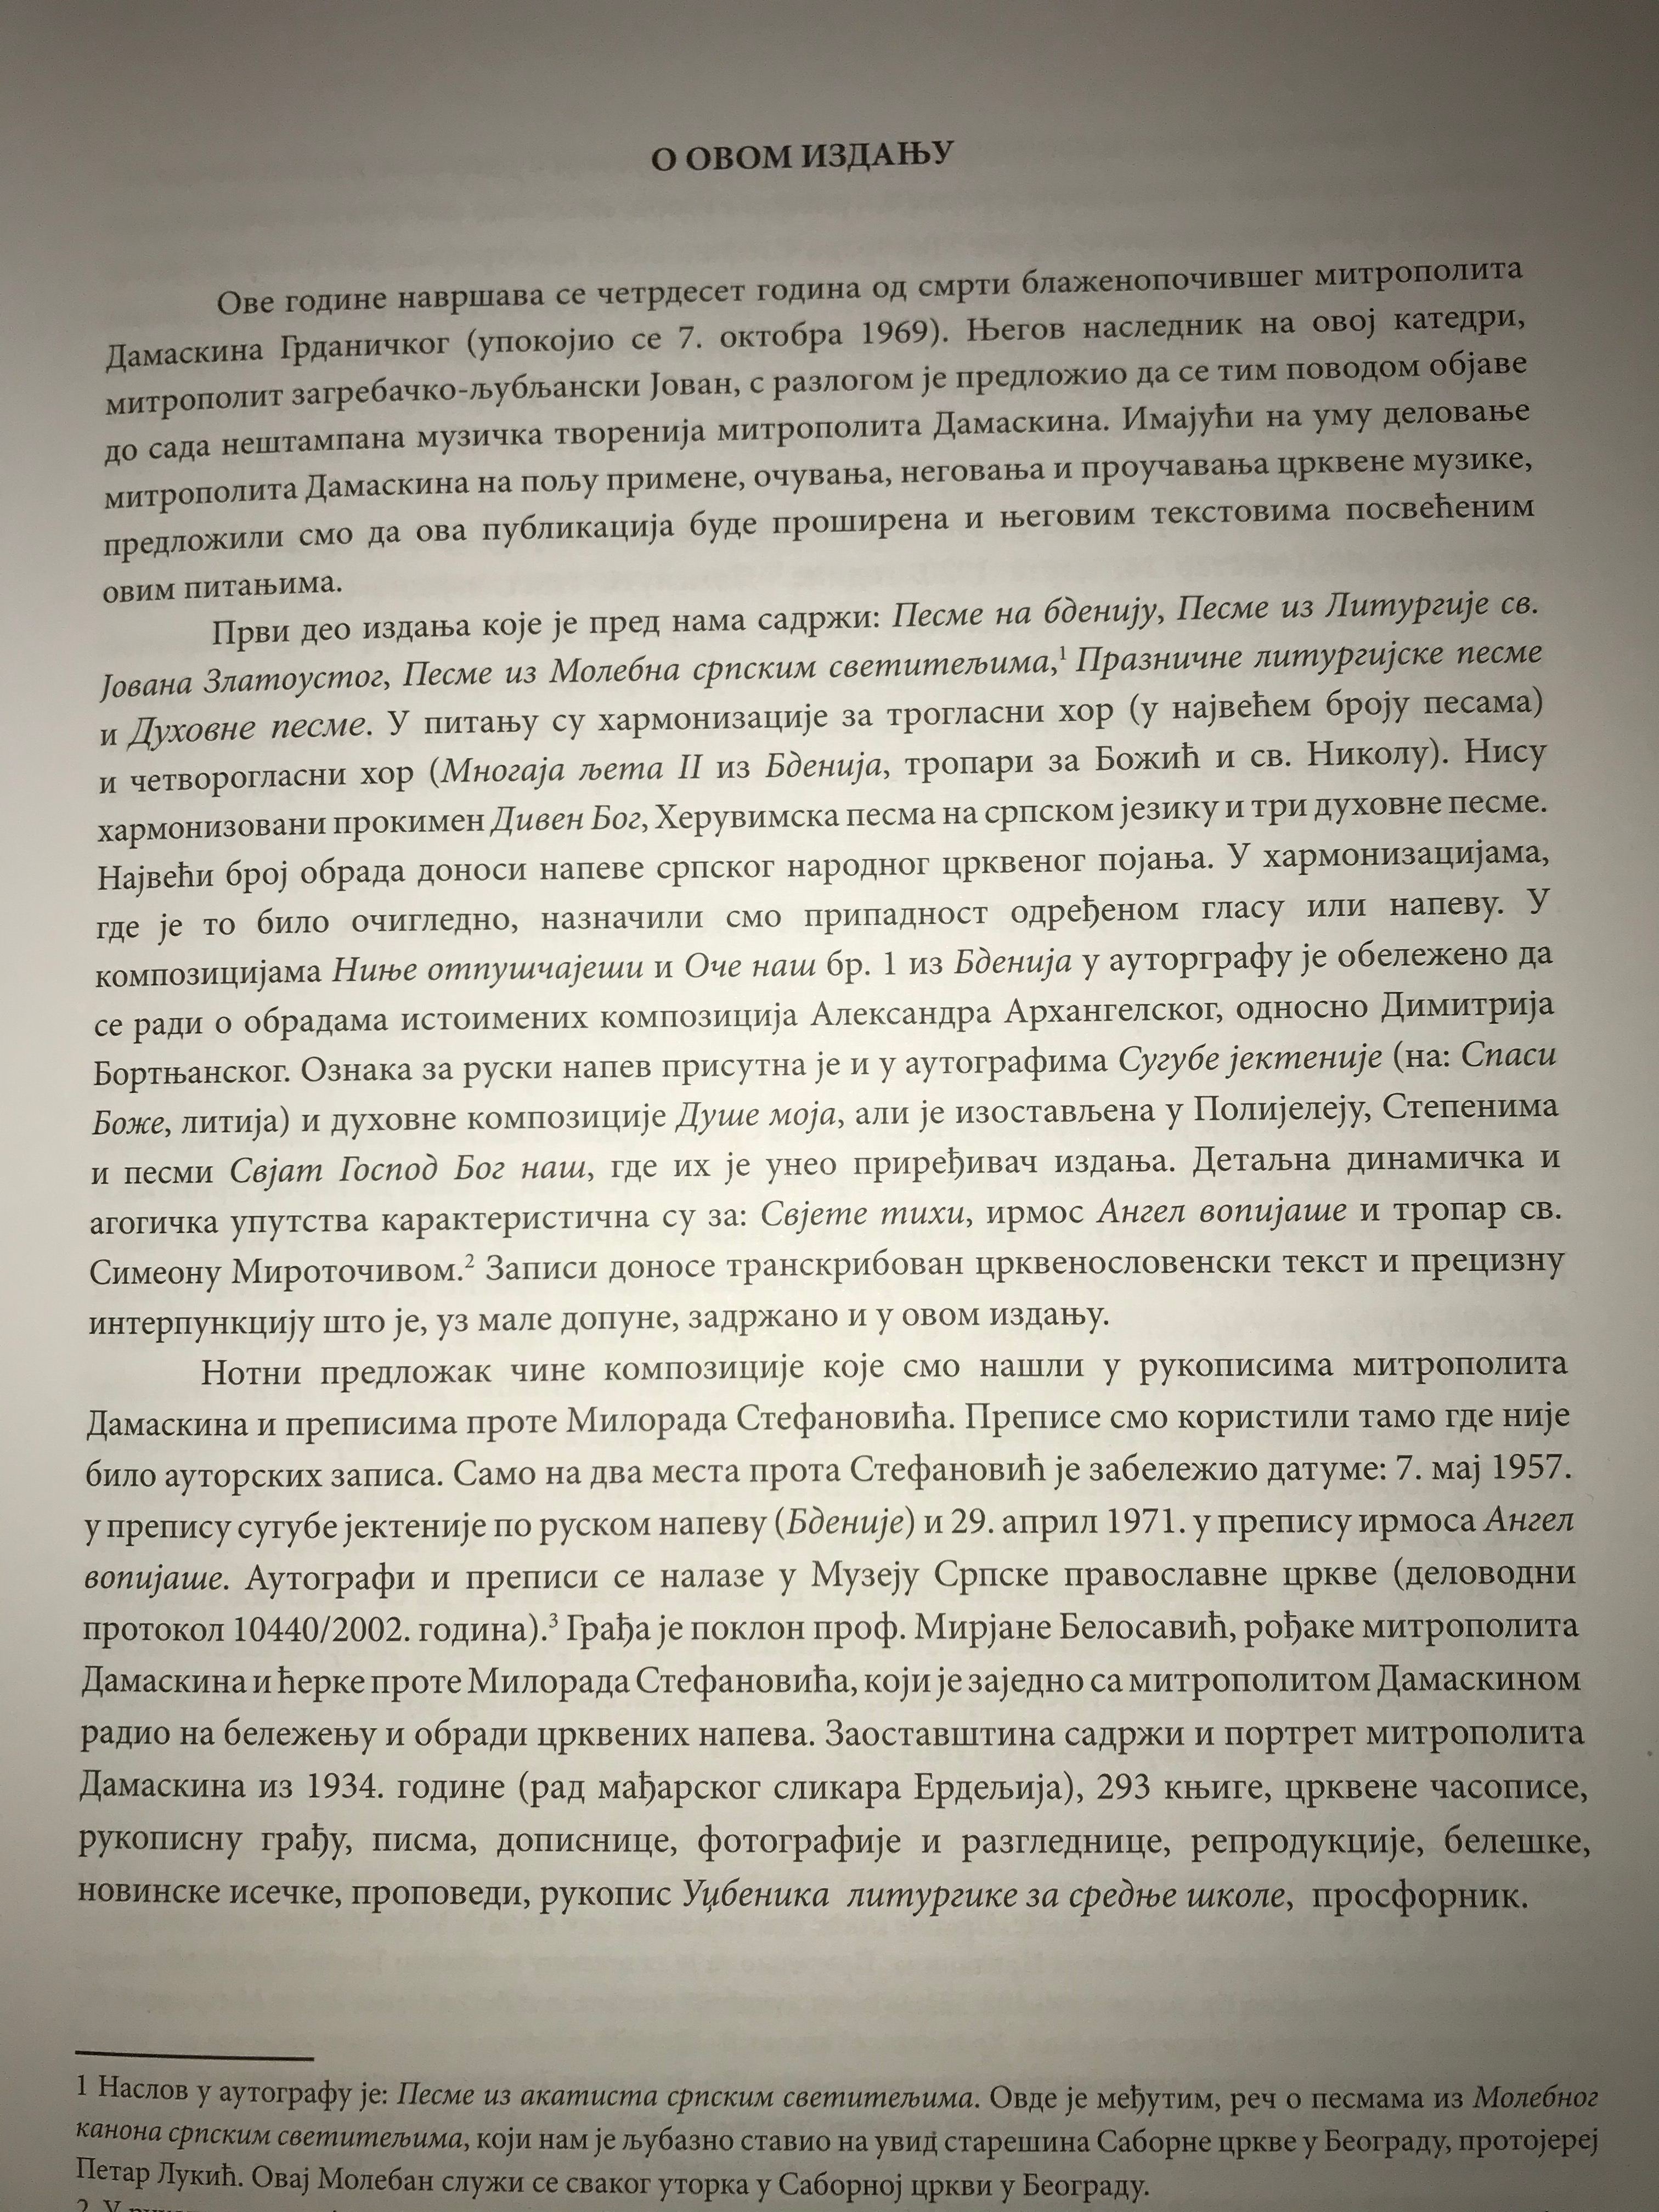 О ОВОМ ИЗДАЊУ
Ове године навршава се четрдесет година од смрти блаженопочившег митрополита
Дамаскина Грданичког (упокојио се 7. октобра 1969). Његов наследник на овој катедри,
митрополит загребачко-љубљански Јован, с разлогом је предложио да се тим поводом објаве
до сада нештампана музичка творенија митрополита Дамаскина. Имајући на уму деловање
митрополита Дамаскина на пољу примене, очувања, неговања и проучавања црквене музике,
предложили смо да ова публикација буде проширена и његовим текстовима посвећеним
овим питањима.
Први део издања које је пред нама садржи: Песме на бденију, Песме из Литургије св.
Јована Златоустог, Песме из Молебна српским светитељима,¹ Празничне литургијске песме
и Духовне песме. У питању су хармонизације за трогласни хор (у највећем броју песама)
и четворогласни хор (Многаја љета II из Бденија, тропари за Божић и св. Николу). Нису
хармонизовани прокимен Дивен Бог, Херувимска песма на српском језику и три духовне песме.
Највећи број обрада доноси напеве српског народног црквеног појања. У хармонизацијама,
где је то било очигледно, назначили смо припадност одређеном гласу или напеву. У
композицијама Ниње отпушчајеши и Оче наш бр. 1 из Бденија у ауторграфу је обележено да
се ради о обрадама истоимених композиција Александра Архангелског, односно Димитрија
Бортњанског. Ознака за руски напев присутна је и у аутографима Сугубе јектеније (на: Спаси
Боже, литија) и духовне композиције Душе моја, али је изостављена у Полијелеју, Степенима
и песми Свјат Господ Бог наш, где их је унео приређивач издања. Детаљна динамичка и
агогичка упутства карактеристична су за: Свјете тихи, ирмос Ангел вопијаше и тропар св.
Симеону Мироточивом.² Записи доносе транскрибован црквенословенски текст и прецизну
интерпункцију што је, уз мале допуне, задржано и у овом издању.
Нотни предложак чине композиције које смо нашли у рукописима митрополита
Дамаскина и преписима проте Милорада Стефановића. Преписе смо користили тамо где није
било ауторских записа. Само на два места прота Стефановић је забележио датуме: 7. мај 1957.
у препису сугубе јектеније по руском напеву (Бденије) и 29. април 1971. у препису ирмоса Ангел
вопијаше. Аутографи и преписи се налазе у Музеју Српске православне цркве (деловодни
протокол 10440/2002. година).³ Грађа је поклон проф. Мирјане Белосавић, рођаке митрополита
Дамаскина и ћерке проте Милорада Стефановића, који је заједно са митрополитом Дамаскином
радио на бележењу и обради црквених напева. Заоставштина садржи и портрет митрополита
Дамаскина из 1934. године (рад мађарског сликара Ердељија), 293 књиге, црквене часописе,
рукописну грађу, писма, дописнице, фотографије и разгледнице, репродукције, белешке,
новинске исечке, проповеди, рукопис Уџбеника литургике за средње школе, просфорник.
1 Наслов у аутографу је: Песме из акатиста српским светитељима. Овде је међутим, реч о песмама из Молебног
канона српским светитељима, који нам је љубазно ставио на увид старешина Саборне цркве у Београду, протојереј
Петар Лукић. Овај Молебан служи се сваког уторка у Саборној цркви у Београду.
2 У